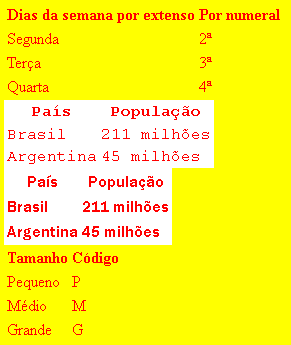 Dias da semana por extenso Por numeral
Segunda 2ª
Terça 3ª
Quarta 4ª
País População
Brasil 211 milhões
Argentina 45 milhões
País População
Brasil 211 milhões
Argentina 45 milhões
Tamanho Código
Pequeno P
Médio M
Grande G